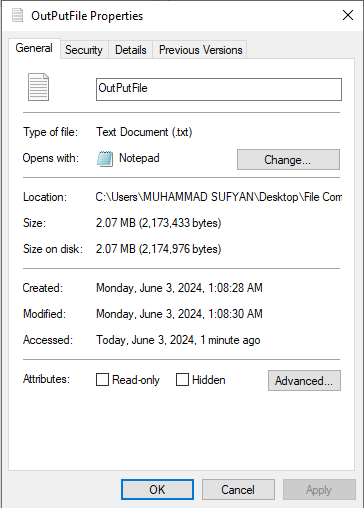 OutPutFile Properties
General Security Details Previous Versions
OutPutFile
Type of file: Text Document (.txt)
Opens with: Notepad Change...
Location: C:\Users\MUHAMMAD SUFYAN\Desktop\File Com
Size: 2.07 MB (2,173,433 bytes)
Size on disk: 2.07 MB (2,174,976 bytes)
Created: Monday, June 3, 2024, 1:08:28 AM
Modified: Monday, June 3, 2024, 1:08:30 AM
Accessed: Today, June 3, 2024, 1 minute ago
Attributes: Read-only Hidden Advanced...
OK Cancel Apply